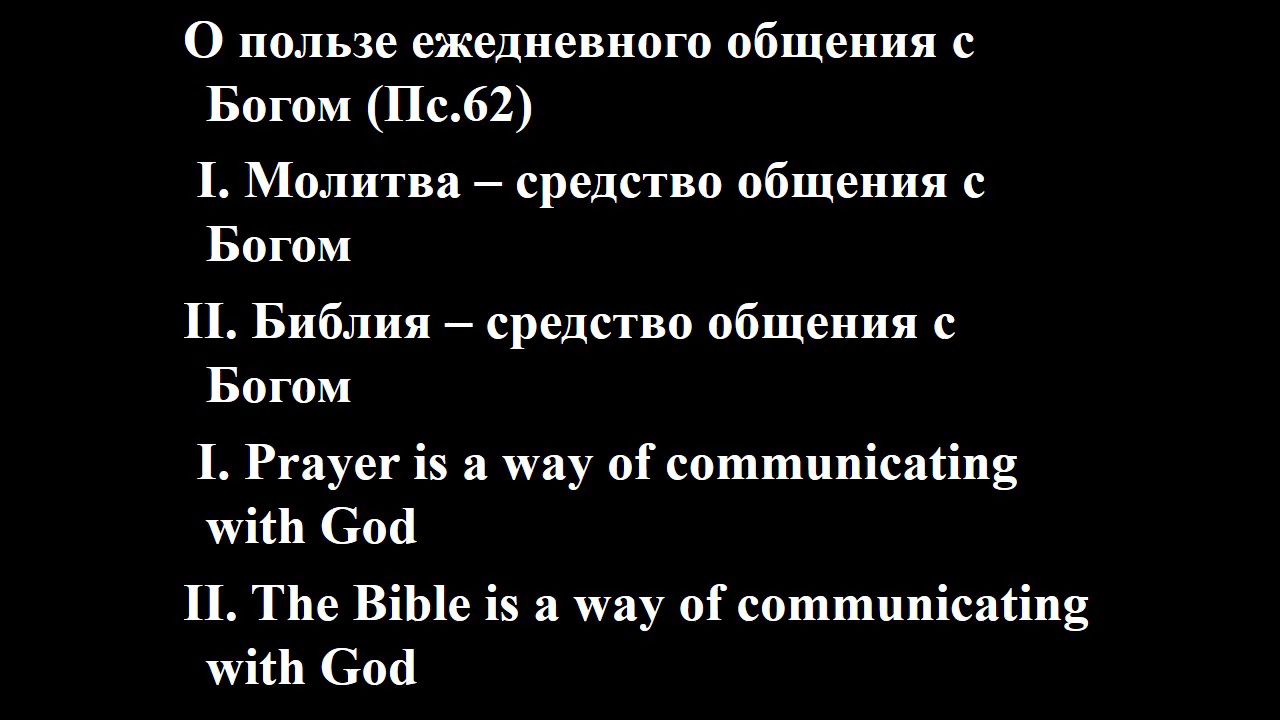 О пользе ежедневного общения с
Богом (Пс.62)
I. Молитва – средство общения с
Богом
II. Библия – средство общения с
Богом
I. Prayer is a way of communicating
with God
II. The Bible is a way of communicating
with God